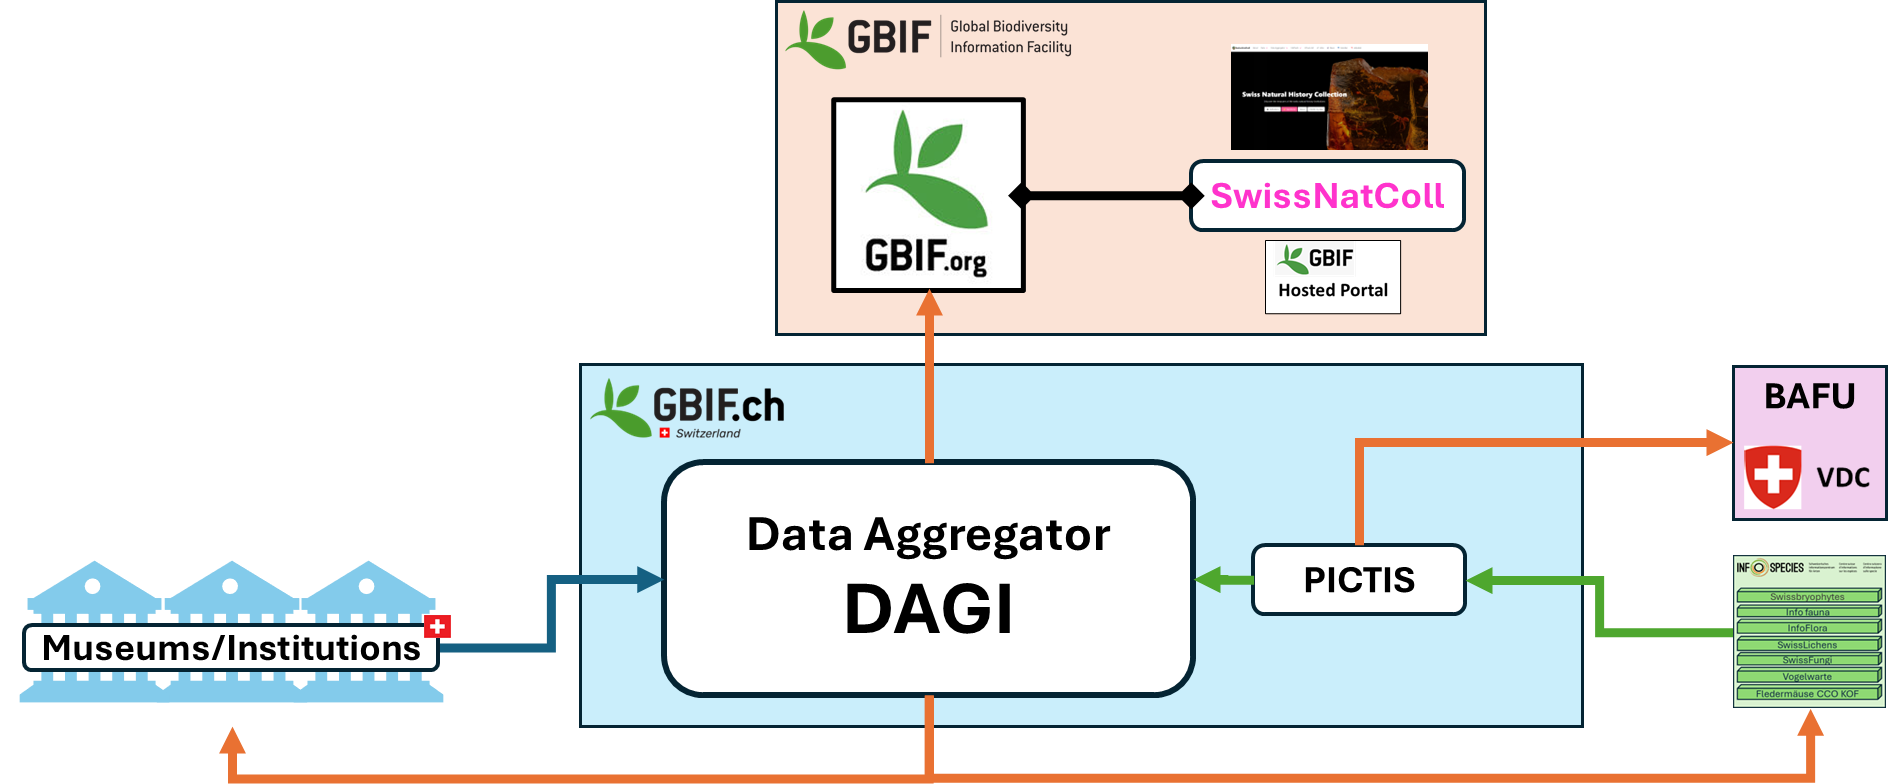 GBIF
Global Biodiversity
Information Facility
Swiss Natural History Collection
GBIF.org
SwissNatColl
GBIF
Hosted Portal
GBIF.ch
Switzerland
BAFU
VDC
Data Aggregator
DAGI
PICTIS
Museums/Institutions
INFO SPECIES
Swissbryophytes
Info fauna
InfoFlora
SwissLichens
SwissFungi
Vogelwarte
Fledermäuse CCO KOF